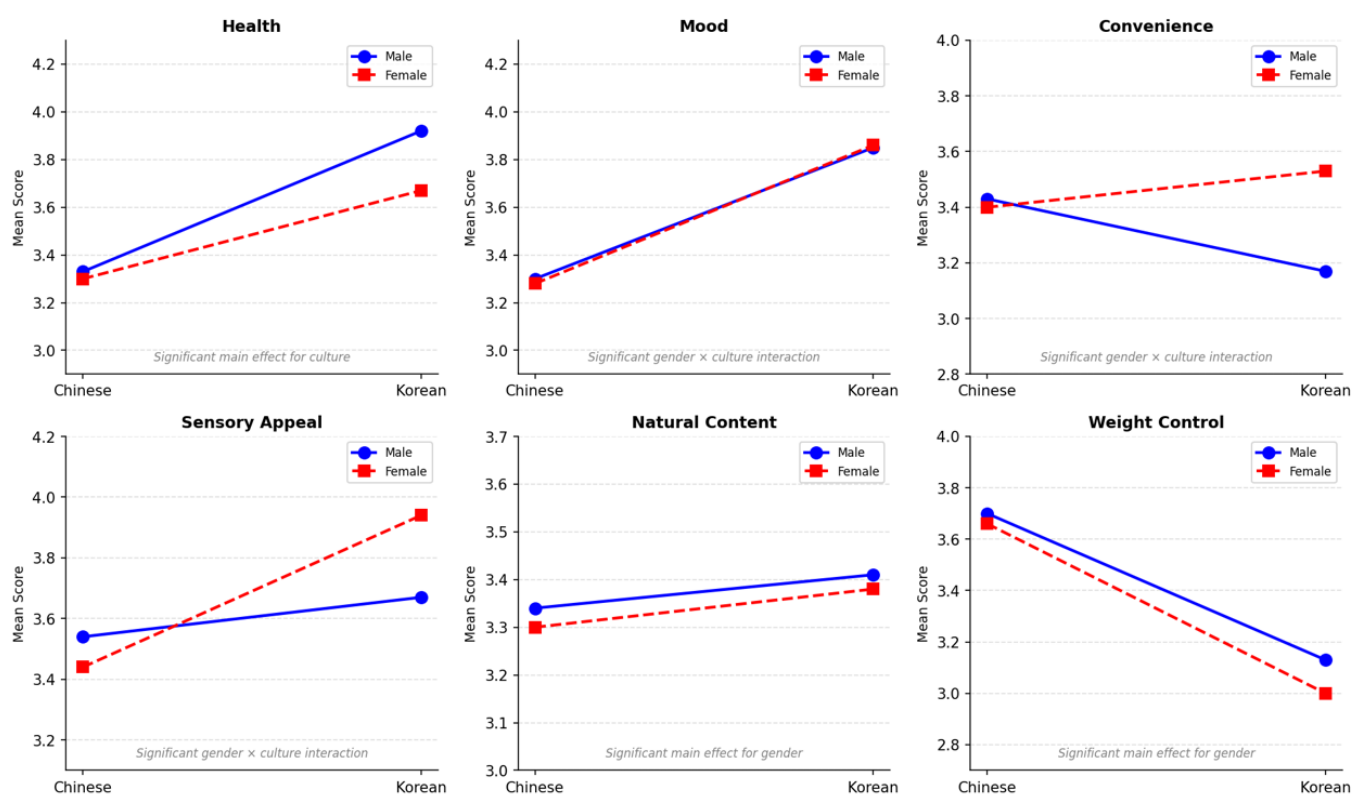 Health
Male
Female
4.2
4.0
3.8
3.6
3.4
3.2
3.0
Mean Score
Significant main effect for culture
Chinese
Korean
Mood
Male
Female
4.2
4.0
3.8
3.6
3.4
3.2
3.0
Mean Score
Significant gender × culture interaction
Chinese
Korean
Convenience
Male
Female
4.0
3.8
3.6
3.4
3.2
3.0
2.8
Mean Score
Significant gender × culture interaction
Chinese
Korean
Sensory Appeal
Male
Female
4.2
4.0
3.8
3.6
3.4
3.2
Mean Score
Significant gender × culture interaction
Chinese
Korean
Natural Content
Male
Female
3.7
3.6
3.5
3.4
3.3
3.2
3.1
3.0
Mean Score
Significant main effect for gender
Chinese
Korean
Weight Control
Male
Female
4.0
3.8
3.6
3.4
3.2
3.0
2.8
Mean Score
Significant main effect for gender
Chinese
Korean